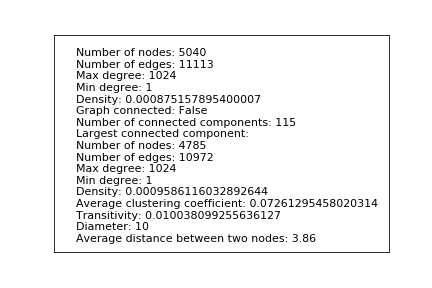 Number of nodes: 5040
Number of edges: 11113
Max degree: 1024
Min degree: 1
Density: 0.000875157895400007
Graph connected: False
Number of connected components: 115
Largest connected component:
Number of nodes: 4785
Number of edges: 10972
Max degree: 1024
Min degree: 1
Density: 0.0009586116032892644
Average clustering coefficient: 0.07261295458020314
Transitivity: 0.010038099255636127
Diameter: 10
Average distance between two nodes: 3.86